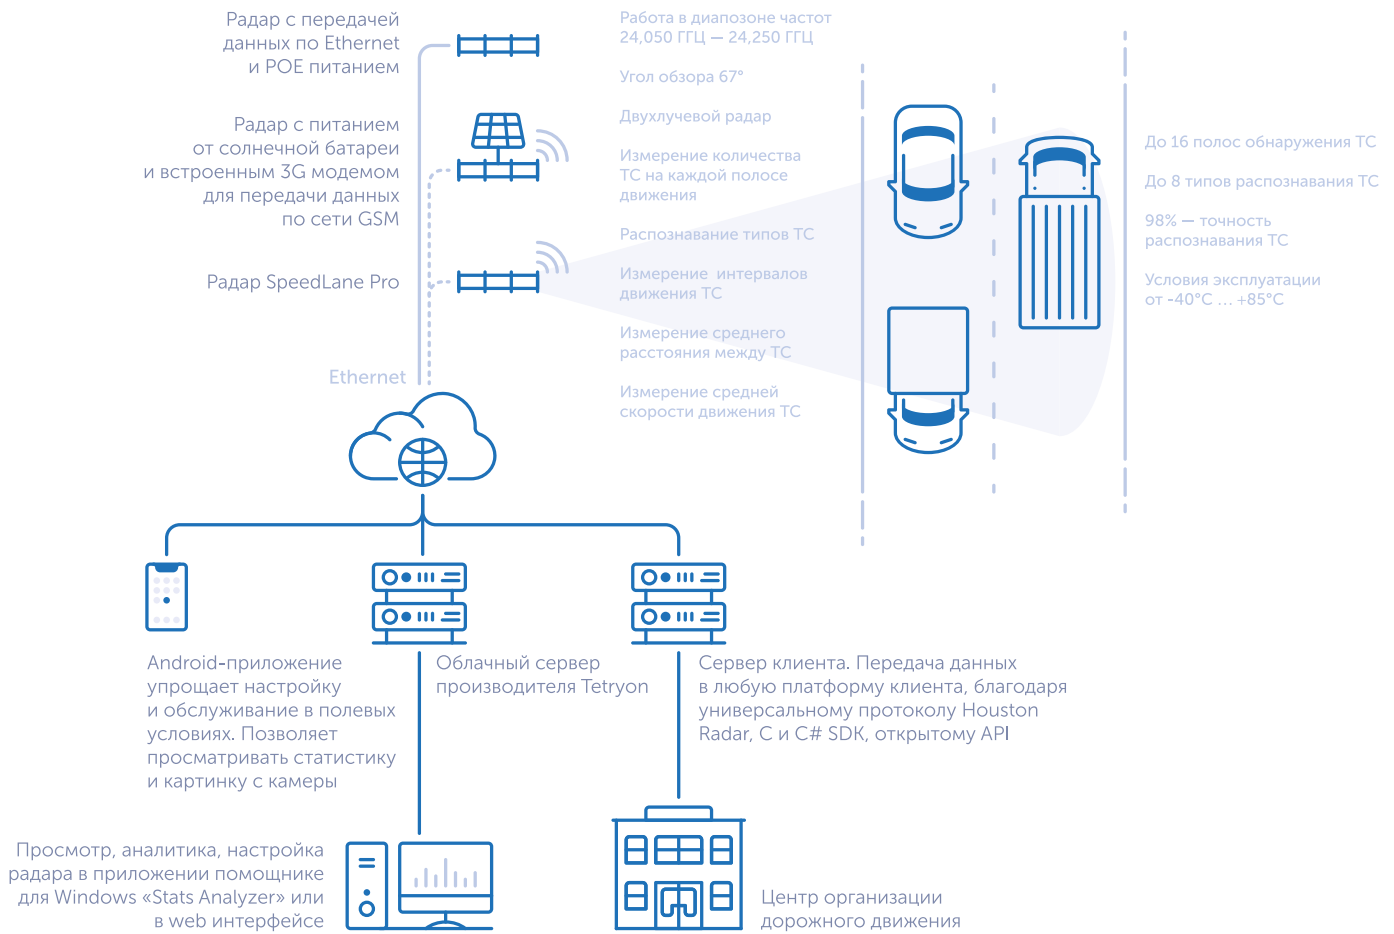 Радар с передачей
данных по Ethernet
и POE питанием
Радар с питанием
от солнечной батареи
и встроенным 3G модемом
для передачи данных
по сети GSM
Радар SpeedLane Pro
Ethernet
Работа в диапозоне частот
24,050 ГГЦ — 24,250 ГГЦ
Угол обзора 67°
Двухлучевой радар
Измерение количества
ТС на каждой полосе
движения
Распознавание типов ТС
Измерение интервалов
движения ТС
Измерение среднего
расстояния между ТС
Измерение средней
скорости движения ТС
До 16 полос обнаружения ТС
До 8 типов распознавания ТС
98% — точность
распознавания ТС
Условия эксплуатации
от -40°C ... +85°C
Android-приложение
упрощает настройку
и обслуживание в полевых
условиях. Позволяет
просматривать статистику
и картинку с камеры
Облачный сервер
производителя Tetryon
Сервер клиента. Передача данных
в любую платформу клиента, благодаря
универсальному протоколу Houston
Radar, C и C# SDK, открытому API
Просмотр, аналитика, настройка
радара в приложении помощнике
для Windows «Stats Analyzer» или
в web интерфейсе
Центр организации
дорожного движения